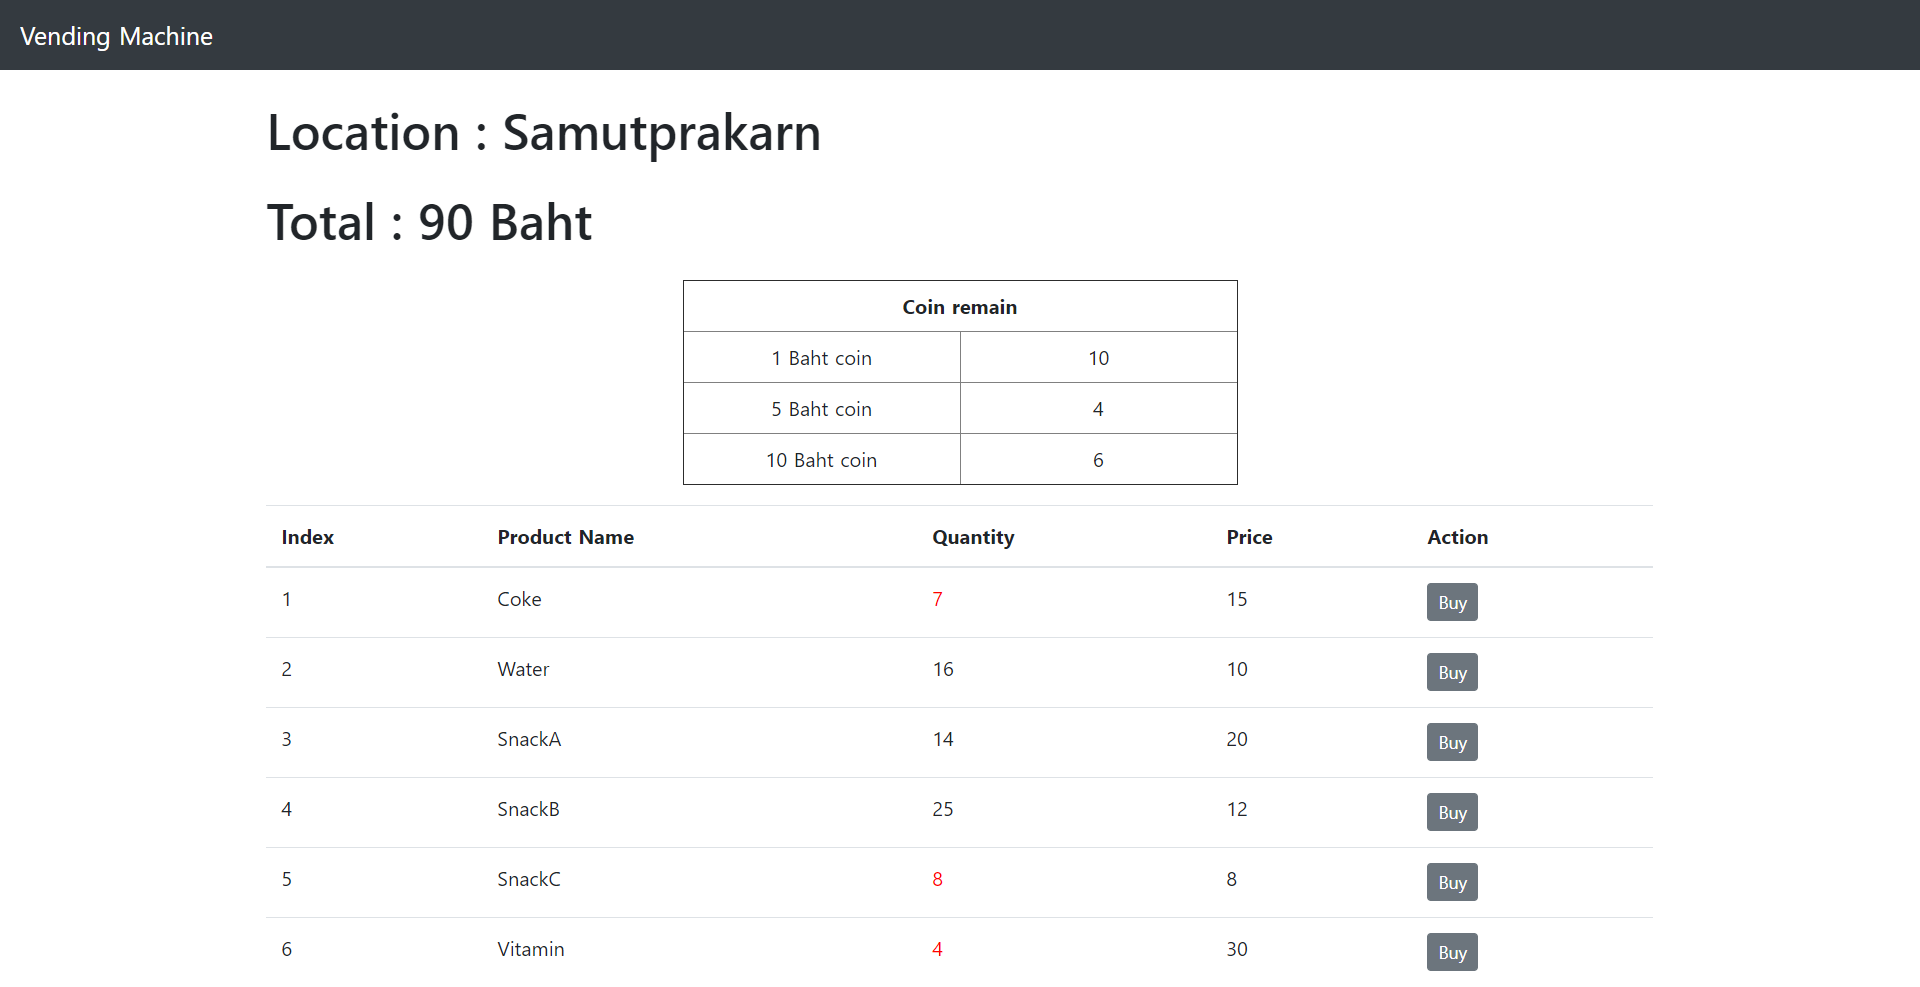 Vending Machine
Location : Samutprakarn
Total : 90 Baht
Coin remain
1 Baht coin 10
5 Baht coin 4
10 Baht coin 6
Index Product Name Quantity Price Action
1 Coke 7 15 Buy
2 Water 16 10 Buy
3 SnackA 14 20 Buy
4 SnackB 25 12 Buy
5 SnackC 8 8 Buy
6 Vitamin 4 30 Buy